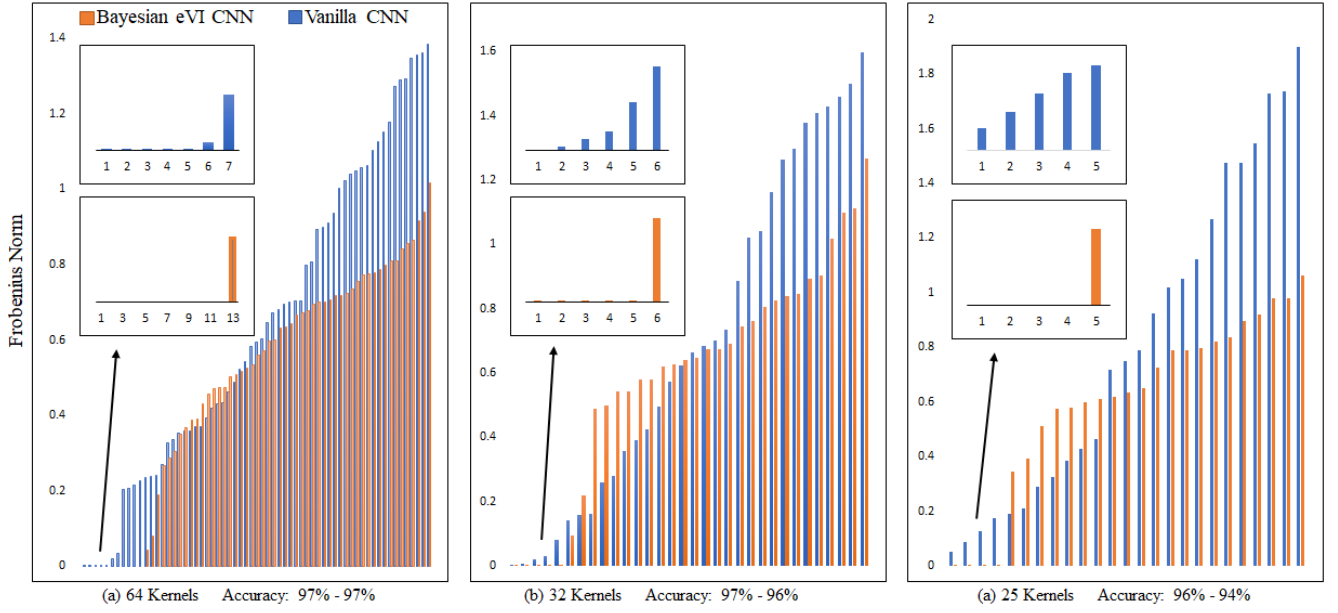 Bayesian eVI CNN
Vanilla CNN
Frobenius Norm
1.4
1.2
1
0.8
0.6
0.4
0.2
0
1 2 3 4 5 6 7
1 3 5 7 9 11 13
(a) 64 Kernels Accuracy: 97% - 97%
1.6
1.4
1.2
1
0.8
0.6
0.4
0.2
0
1 2 3 4 5 6
1 2 3 4 5 6
(b) 32 Kernels Accuracy: 97% - 96%
2
1.8
1.6
1.4
1.2
1
0.8
0.6
0.4
0.2
0
1 2 3 4 5
1 2 3 4 5
(a) 25 Kernels Accuracy: 96% - 94%